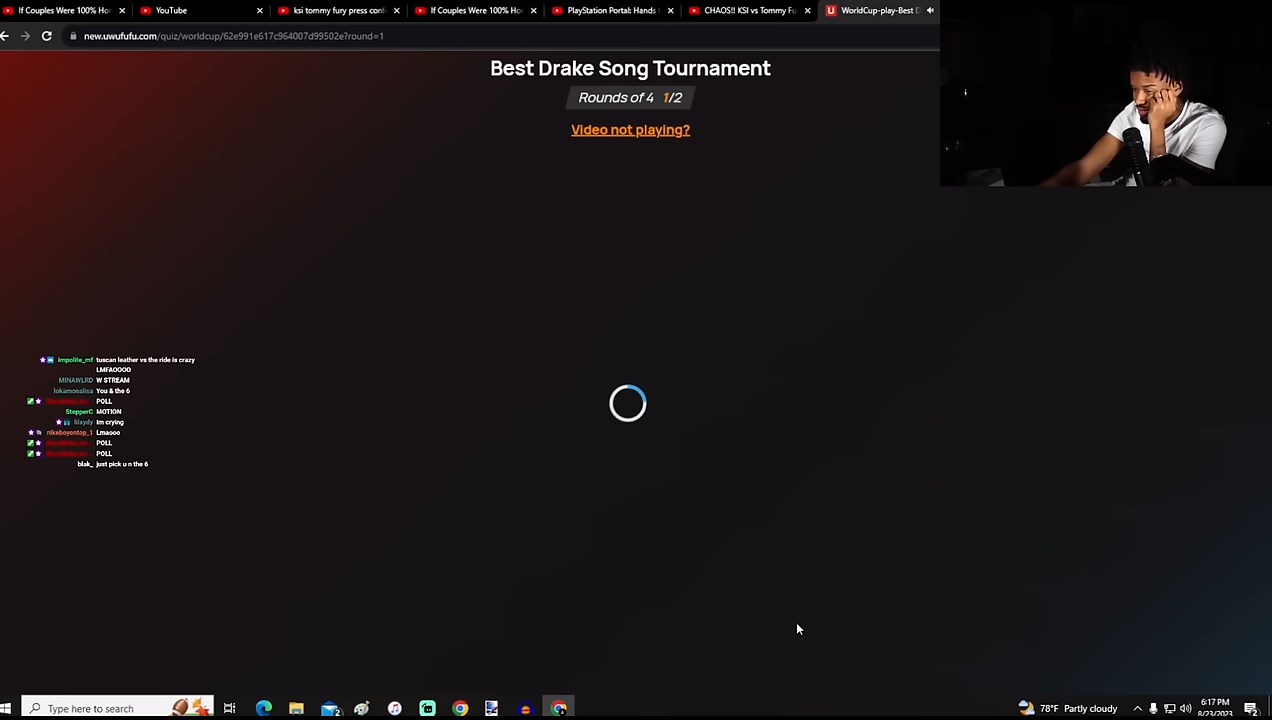 If Couples Were 100% Ho
YouTube
ksi tommy fury press conf
If Couples Were 100% Ho
PlayStation Portal: Hands
CHAOS!! KSI vs Tommy Fu
WorldCup-play-Best D
new.uwufufu.com/quiz/worldcup/62e991e617c964007d99502e?round=1
Best Drake Song Tournament
Rounds of 4 1/2
Video not playing?
impolite_mf tuscan leather vs the ride is crazy
LMFAOOOO
MINAWLRD W STREAM
lokamonalisa You & the 6
POLL
StepperC MOTION
lilsydy Im crying
nikeboyontop_1 Lmaooo
POLL
POLL
blak_ just pick u n the 6
Type here to search
2
78°F Partly cloudy
6:17 PM
8/23/2023
2